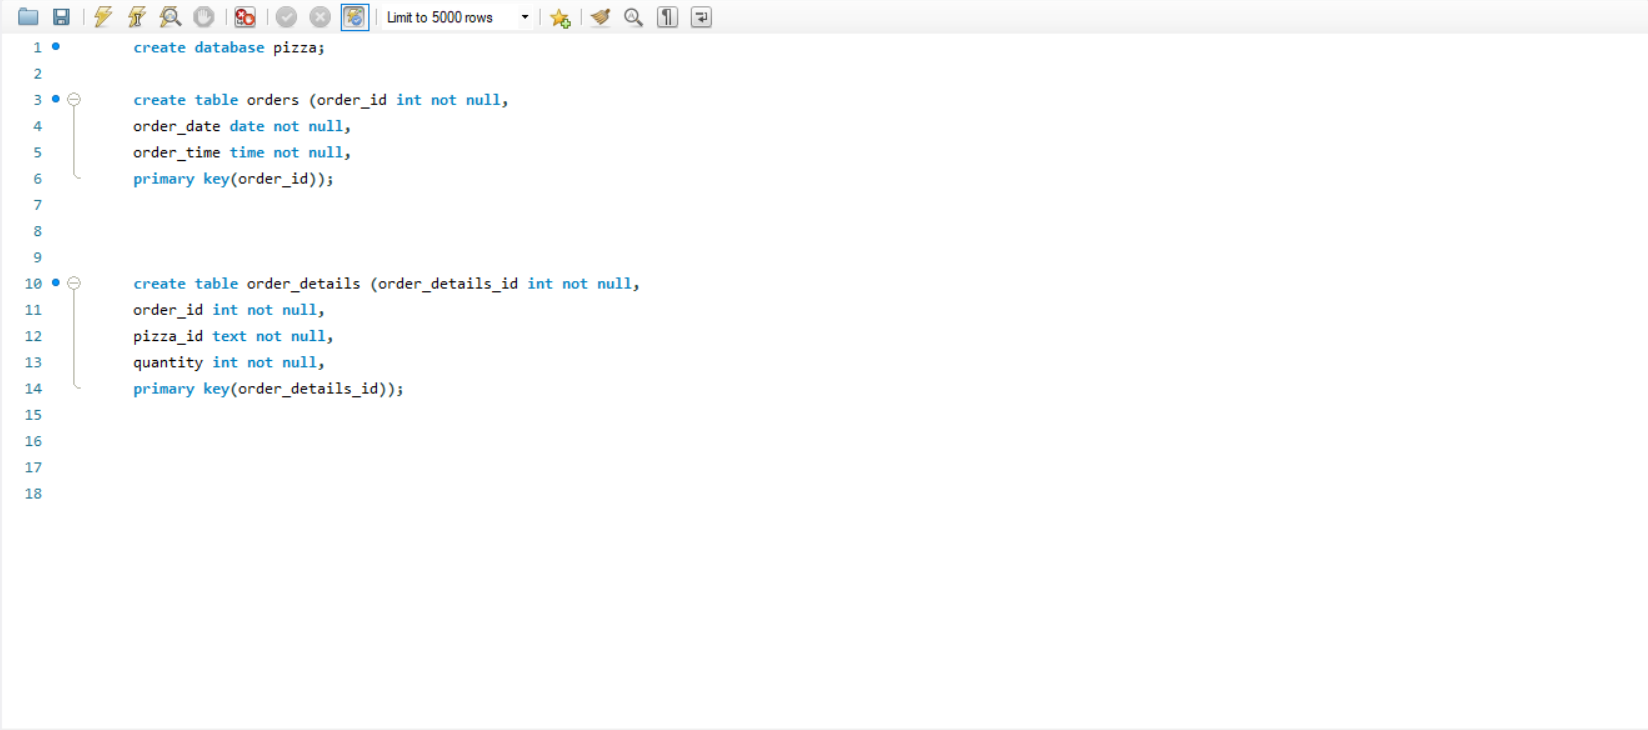 Limit to 5000 rows
1 create database pizza;
2
3 create table orders (order_id int not null,
4 order_date date not null,
5 order_time time not null,
6 primary key(order_id));
7
8
9
10 create table order_details (order_details_id int not null,
11 order_id int not null,
12 pizza_id text not null,
13 quantity int not null,
14 primary key(order_details_id));
15
16
17
18